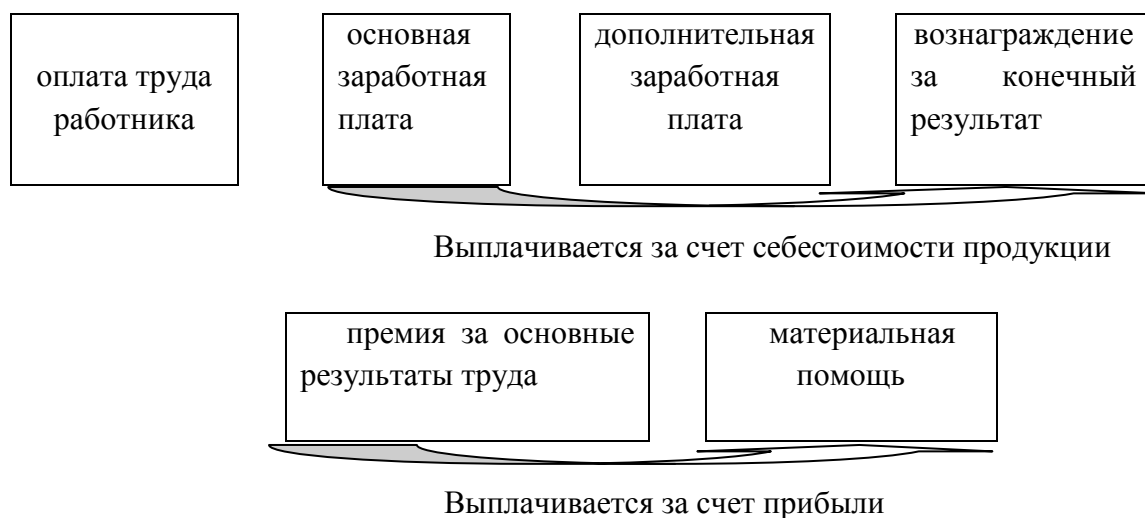 оплата труда
работника
основная
заработная
плата
дополнительная
заработная
плата
вознаграждение
за конечный
результат
Выплачивается за счет себестоимости продукции
премия за основные
результаты труда
материальная
помощь
Выплачивается за счет прибыли